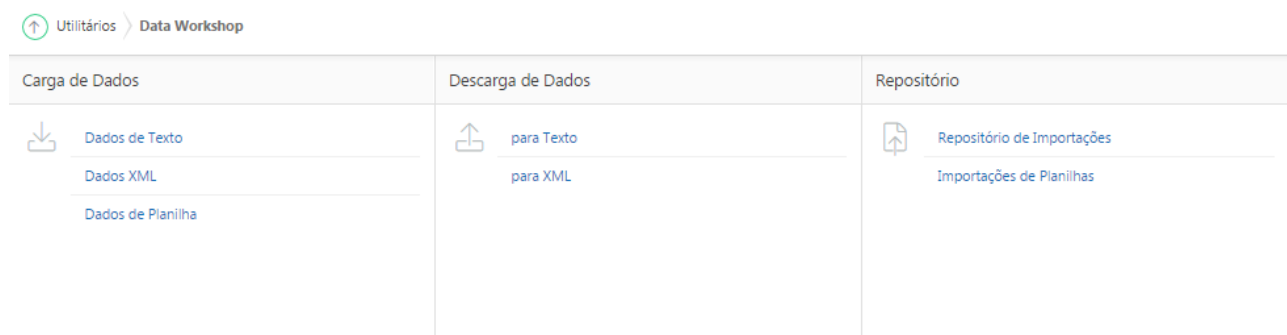 Utilitários Data Workshop
Carga de Dados
Dados de Texto
Dados XML
Dados de Planilha
Descarga de Dados
para Texto
para XML
Repositório
Repositório de Importações
Importações de Planilhas